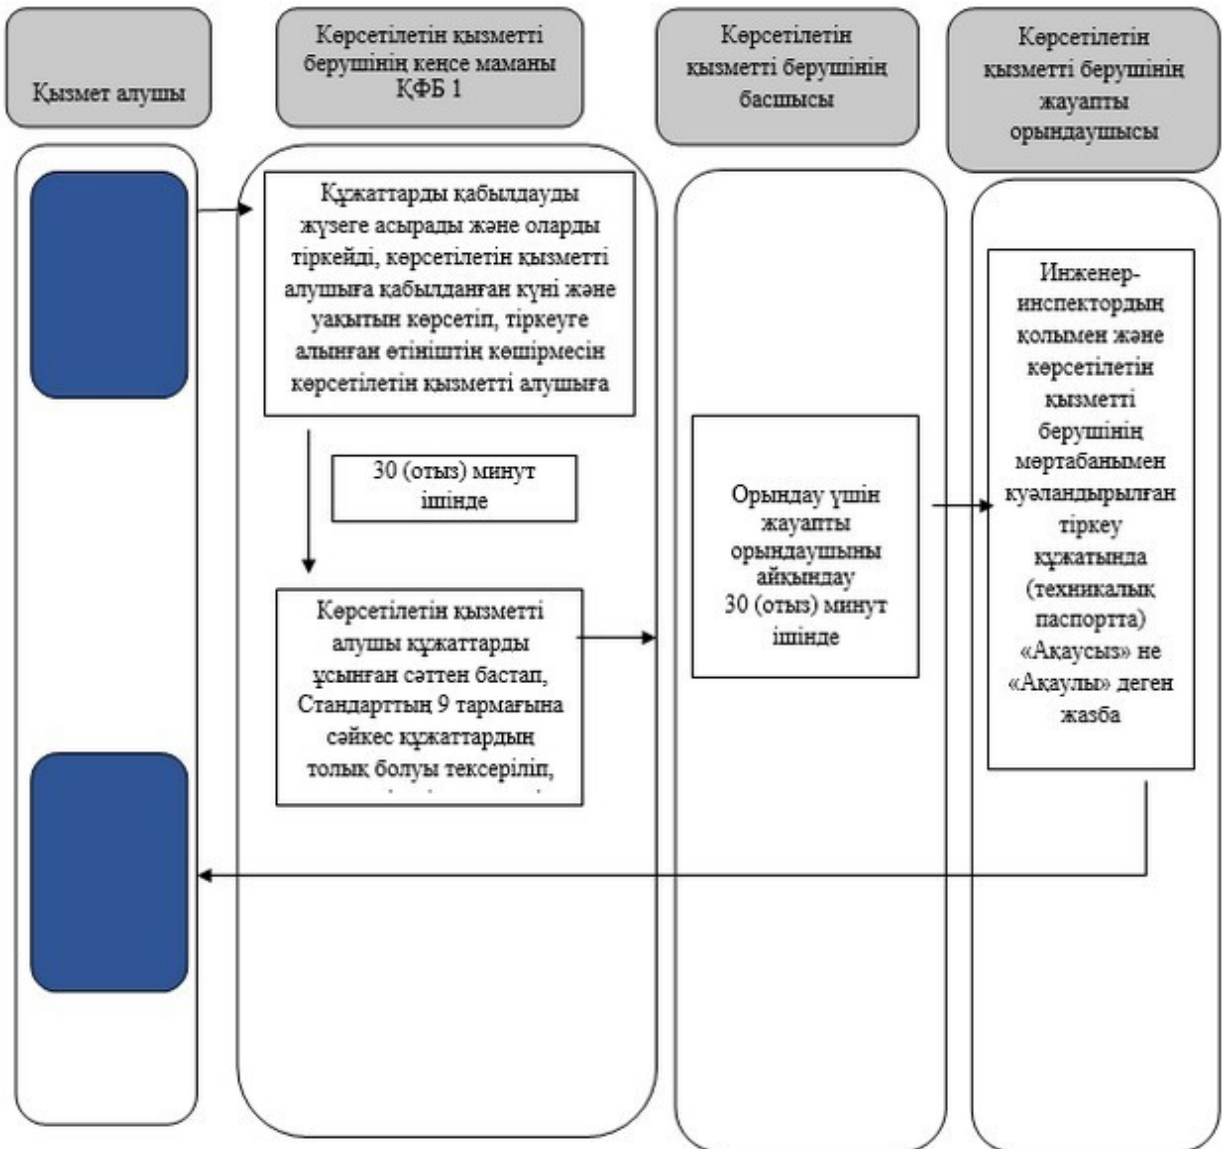 Қызмет алушы
Көрсетілетін қызметті
берушінің кеңсе маманы
ҚФБ 1
Көрсетілетін
қызметті берушінің
басшысы
Көрсетілетін
қызметті берушінің
жауапты
орындаушысы
Құжаттарды қабылдауды
жүзеге асырады және оларды
тіркейді, көрсетілетін қызметті
алушыға қабылданған күні және
уақытын көрсетіп, тіркеуге
алынған өтініштің көшірмесін
көрсетілетін қызметті алушыға
30 (отыз) минут
ішінде
Көрсетілетін қызметті
алушы құжаттарды
ұсынған сәттен бастап,
Стандарттың 9 тармағына
сәйкес құжаттардың
толық болуы тексеріліп,
Орындау үшін
жауапты
орындаушыны
айқындау
30 (отыз) минут
ішінде
Инженер-
инспектордың
қолымен және
көрсетілетін
қызметті
берушінің
мөртабанымен
куәландырылған
тіркеу
құжатында
(техникалық
паспортта)
«Ақаусыз» не
«Ақаулы» деген
жазба